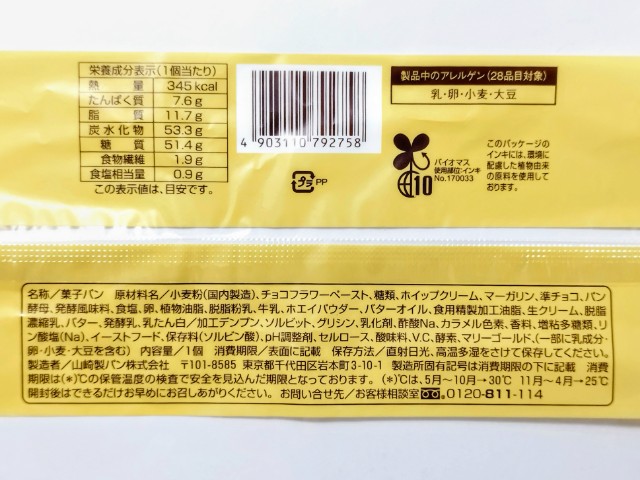 栄養成分表示(1個当たり)
熱量 345kcal
たんぱく質 7.6g
脂質 11.7g
炭水化物 53.3g
糖質 51.4g
食物繊維 1.9g
食塩相当量 0.9g
この表示値は、目安です。
4 903110 792758
プラ PP
製品中のアレルゲン(28品目対象)
乳・卵・小麦・大豆
バイオマス
使用部位:インキ
No.170033
10
このパッケージの
インキには、環境に
配慮した植物由来
の原料を使用して
おります。
名称/菓子パン 原材料名/小麦粉(国内製造)、チョコフラワーペースト、糖類、ホイップクリーム、マーガリン、準チョコ、パン
酵母、発酵風味料、食塩、卵、植物油脂、脱脂粉乳、牛乳、ホエイパウダー、バターオイル、食用精製加工油脂、生クリーム、脱脂
濃縮乳、バター、発酵乳、乳たん白/加工デンプン、ソルビット、グリシン、乳化剤、酢酸Na、カラメル色素、香料、増粘多糖類、リ
ン酸塩(Na)、イーストフード、保存料(ソルビン酸)、pH調整剤、セルロース、酸味料、V.C、酵素、マリーゴールド、(一部に乳成分・
卵・小麦・大豆を含む) 内容量/1個 消費期限/表面に記載 保存方法/直射日光、高温多湿をさけて保存してください。
製造者/山崎製パン株式会社 〒101-8585 東京都千代田区岩本町3-10-1 製造所固有記号は消費期限の下に記載 消費
期限は(*)℃の保管温度の検査で安全を見込んだ期限となっております。(*)℃は、5月~10月→30℃ 11月~4月→25℃
開封後はできるだけお早めにお召しあがりください。 お問い合せ先/お客様相談室 0120-811-114